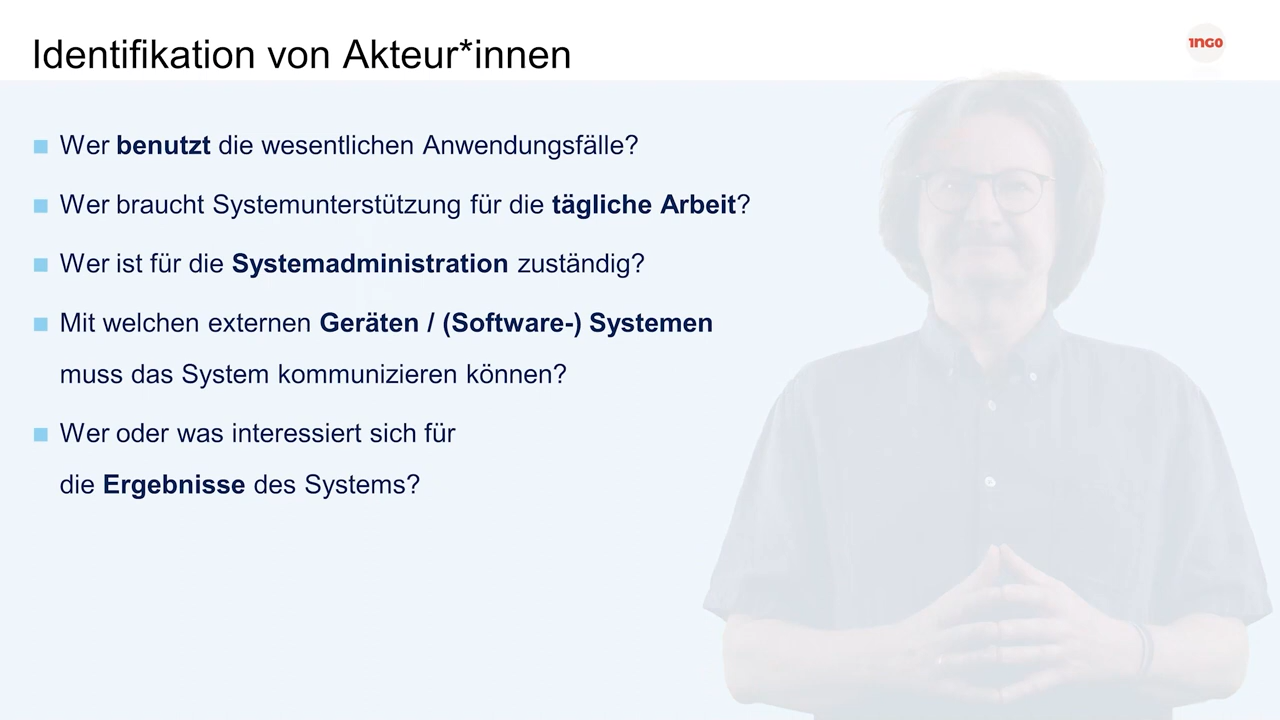 Identifikation von Akteur*innen
1NGO
Wer benutzt die wesentlichen Anwendungsfälle?
Wer braucht Systemunterstützung für die tägliche Arbeit?
Wer ist für die Systemadministration zuständig?
Mit welchen externen Geräten / (Software-) Systemen
muss das System kommunizieren können?
Wer oder was interessiert sich für
die Ergebnisse des Systems?